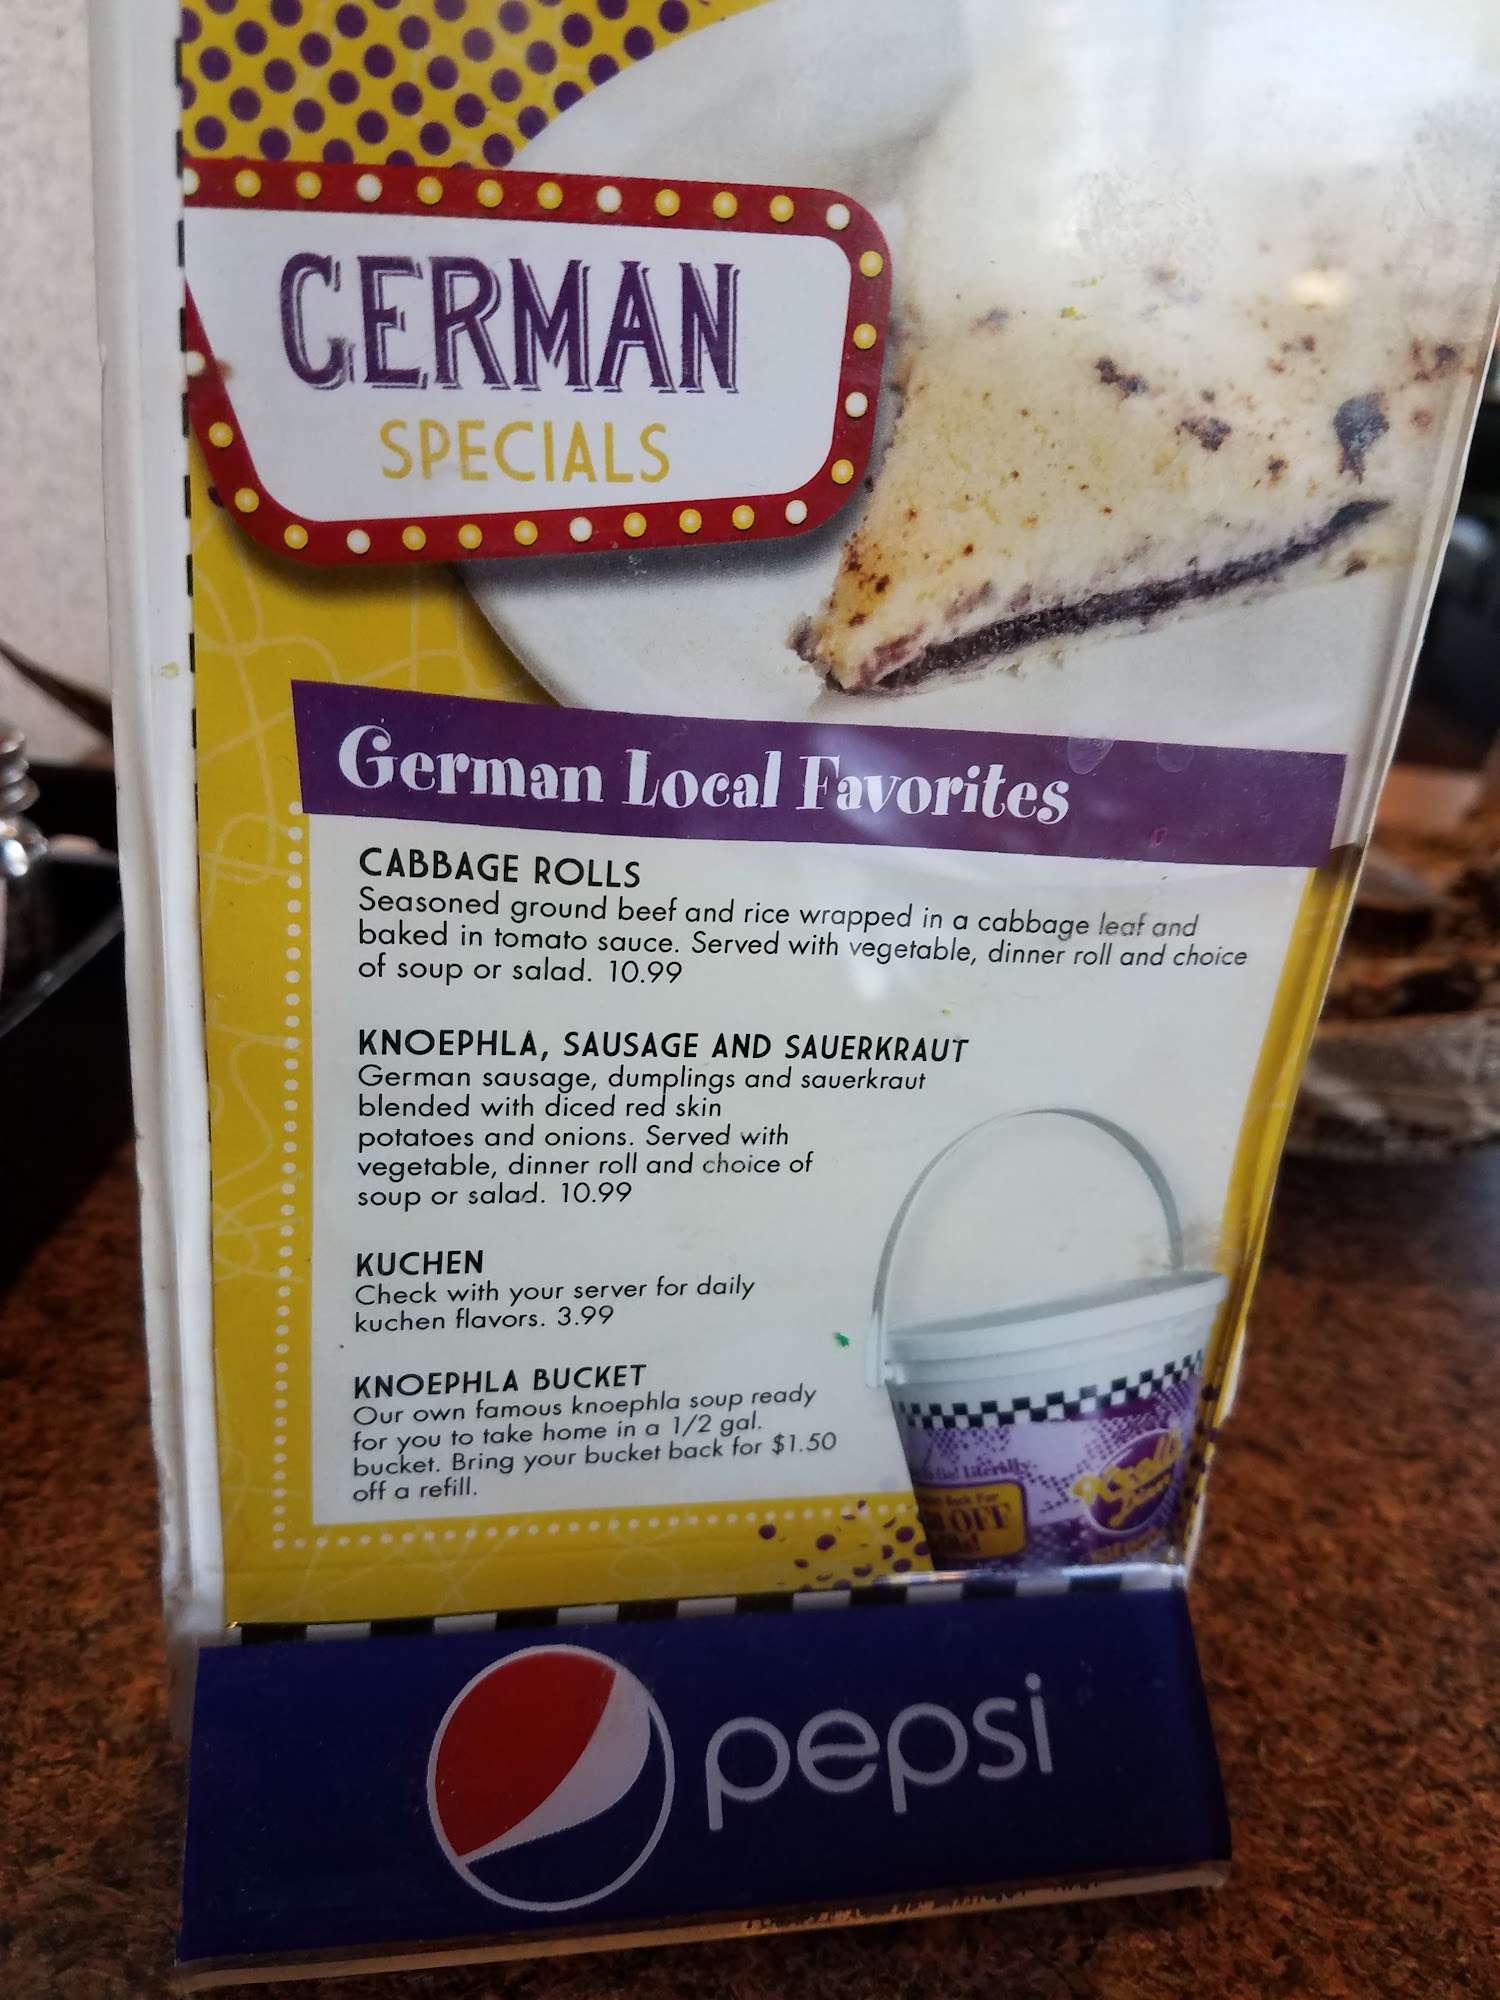 GERMAN
SPECIALS
German Local Favorites
CABBAGE ROLLS
Seasoned ground beef and rice wrapped in a cabbage leaf and
baked in tomato sauce. Served with vegetable, dinner roll and choice
of soup or salad. 10.99
KNOEPHLA, SAUSAGE AND SAUERKRAUT
German sausage, dumplings and sauerkraut
blended with diced red skin
potatoes and onions. Served with
vegetable, dinner roll and choice of
soup or salad. 10.99
KUCHEN
Check with your server for daily
kuchen flavors. 3.99
KNOEPHLA BUCKET
Our own famous knoephla soup ready
for you to take home in a 1/2 gal.
bucket. Bring your bucket back for $1.50
off a refill.
Literally
Back For
OFF
pepsi